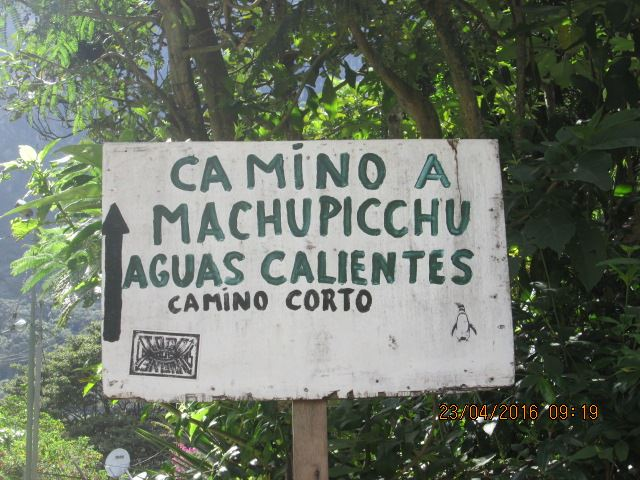 CAMINO A
MACHUPICCHU
AGUAS CALIENTES
CAMINO CORTO
23/04/2016 09:19